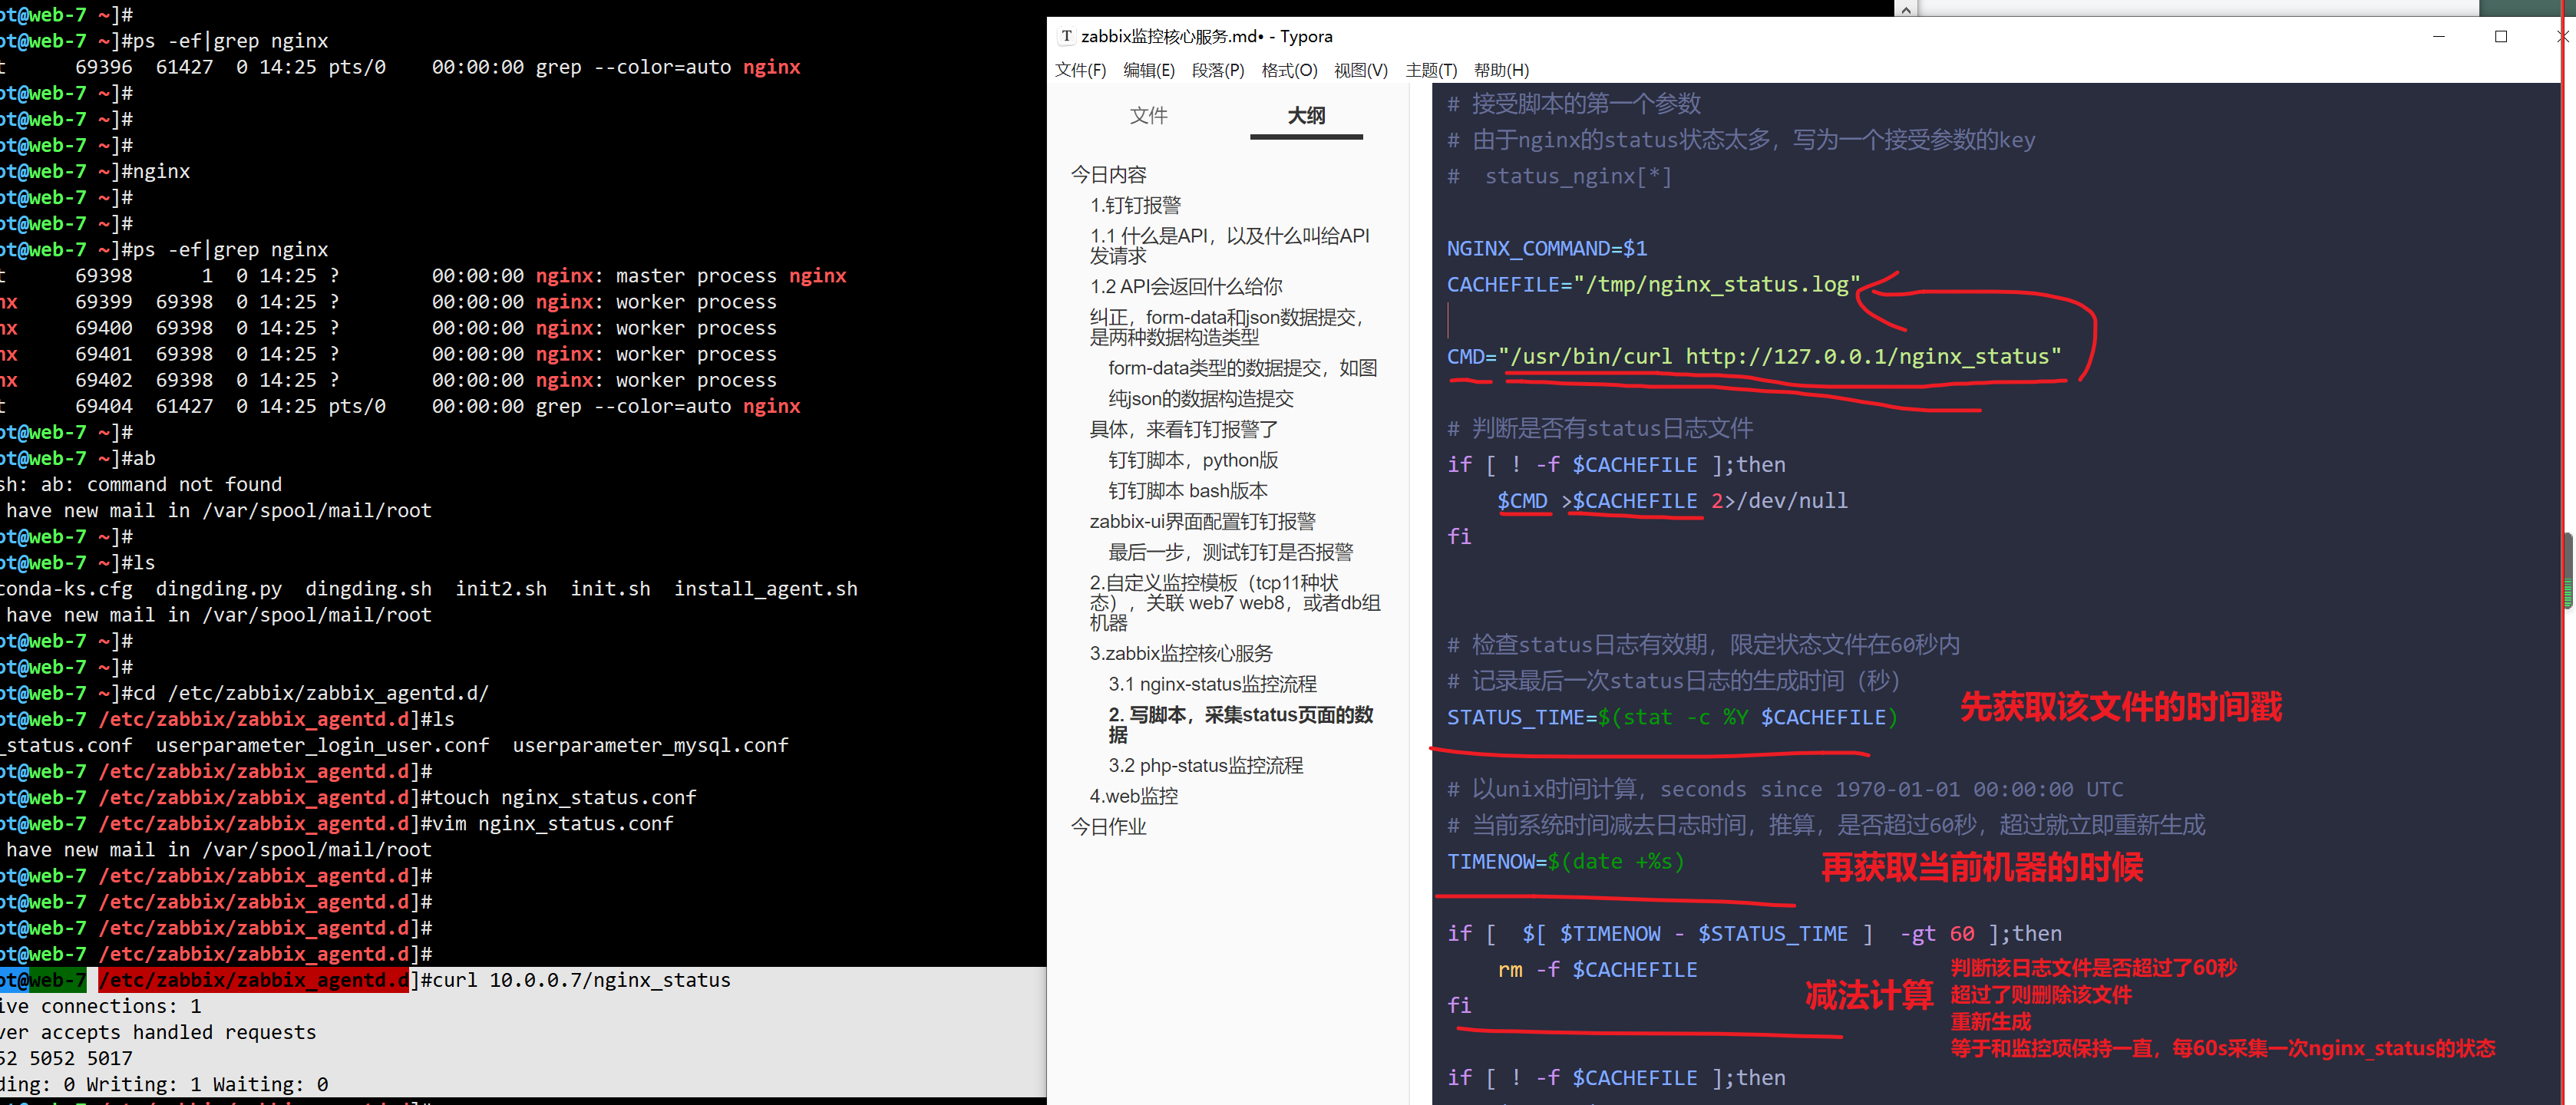 ot@web-7 ~]#
ot@web-7 ~]#ps -ef|grep nginx
t      69396  61427  0 14:25 pts/0    00:00:00 grep --color=auto nginx
ot@web-7 ~]#
ot@web-7 ~]#
ot@web-7 ~]#
ot@web-7 ~]#nginx
ot@web-7 ~]#
ot@web-7 ~]#
ot@web-7 ~]#ps -ef|grep nginx
t      69398      1  0 14:25 ?        00:00:00 nginx: master process nginx
nx     69399  69398  0 14:25 ?        00:00:00 nginx: worker process
nx     69400  69398  0 14:25 ?        00:00:00 nginx: worker process
nx     69401  69398  0 14:25 ?        00:00:00 nginx: worker process
nx     69402  69398  0 14:25 ?        00:00:00 nginx: worker process
t      69404  61427  0 14:25 pts/0    00:00:00 grep --color=auto nginx
ot@web-7 ~]#
ot@web-7 ~]#ab
sh: ab: command not found
 have new mail in /var/spool/mail/root
ot@web-7 ~]#
ot@web-7 ~]#ls
conda-ks.cfg  dingding.py  dingding.sh  init2.sh  init.sh  install_agent.sh
 have new mail in /var/spool/mail/root
ot@web-7 ~]#
ot@web-7 ~]#
ot@web-7 ~]#cd /etc/zabbix/zabbix_agentd.d/
ot@web-7 /etc/zabbix/zabbix_agentd.d]#ls
_status.conf  userparameter_login_user.conf  userparameter_mysql.conf
ot@web-7 /etc/zabbix/zabbix_agentd.d]#
ot@web-7 /etc/zabbix/zabbix_agentd.d]#touch nginx_status.conf
ot@web-7 /etc/zabbix/zabbix_agentd.d]#vim nginx_status.conf
 have new mail in /var/spool/mail/root
ot@web-7 /etc/zabbix/zabbix_agentd.d]#
ot@web-7 /etc/zabbix/zabbix_agentd.d]#
ot@web-7 /etc/zabbix/zabbix_agentd.d]#
ot@web-7 /etc/zabbix/zabbix_agentd.d]#
ot@web-7 /etc/zabbix/zabbix_agentd.d]#curl 10.0.0.7/nginx_status
ive connections: 1
ver accepts handled requests
52 5052 5017
ding: 0 Writing: 1 Waiting: 0
T zabbix监控核心服务.md• - Typora
文件(F) 编辑(E) 段落(P) 格式(O) 视图(V) 主题(T) 帮助(H)
文件 大纲
今日内容
1.钉钉报警
1.1 什么是API，以及什么叫给API
发请求
1.2 API会返回什么给你
纠正，form-data和json数据提交，
是两种数据构造类型
form-data类型的数据提交，如图
纯json的数据构造提交
具体，来看钉钉报警了
钉钉脚本，python版
钉钉脚本 bash版本
zabbix-ui界面配置钉钉报警
最后一步，测试钉钉是否报警
2.自定义监控模板（tcp11种状
态），关联 web7 web8，或者db组
机器
3.zabbix监控核心服务
3.1 nginx-status监控流程
2. 写脚本，采集status页面的数
据
3.2 php-status监控流程
4.web监控
今日作业
# 接受脚本的第一个参数
# 由于nginx的status状态太多，写为一个接受参数的key
#  status_nginx[*]
NGINX_COMMAND=$1
CACHEFILE="/tmp/nginx_status.log"
CMD="/usr/bin/curl http://127.0.0.1/nginx_status"
# 判断是否有status日志文件
if [ ! -f $CACHEFILE ];then
    $CMD >$CACHEFILE 2>/dev/null
fi
# 检查status日志有效期，限定状态文件在60秒内
# 记录最后一次status日志的生成时间（秒）
STATUS_TIME=$(stat -c %Y $CACHEFILE)
先获取该文件的时间戳
# 以unix时间计算，seconds since 1970-01-01 00:00:00 UTC
# 当前系统时间减去日志时间，推算，是否超过60秒，超过就立即重新生成
TIMENOW=$(date +%s)
再获取当前机器的时候
if [  $[ $TIMENOW - $STATUS_TIME ]  -gt 60 ];then
    rm -f $CACHEFILE
fi
减法计算
判断该日志文件是否超过了60秒
超过了则删除该文件
重新生成
等于和监控项保持一直，每60s采集一次nginx_status的状态
if [ ! -f $CACHEFILE ];then